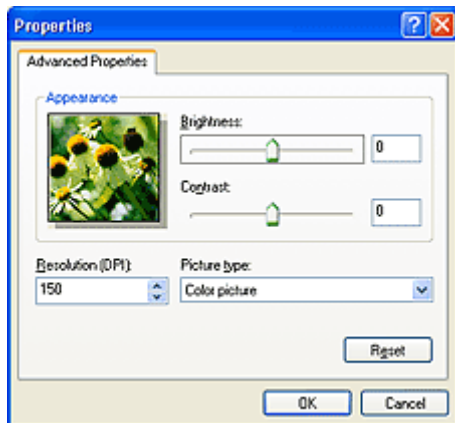 Properties
Advanced Properties
Appearance
Brightness:
0
Contrast:
0
Resolution (DPI):
150
Picture type:
Color picture
Reset
OK
Cancel